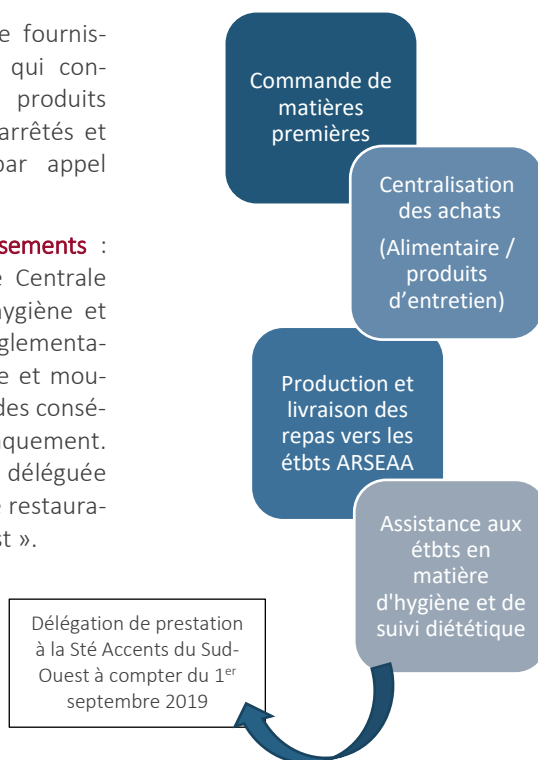 e fournis-
qui con-
produits
arrêtés et
par appel
sements :
e Centrale
ygiène et
glementa-
e et mou-
des consé-
quement.
déléguée
e restaura-
st ».
Commande de
matières
premières
Centralisation
des achats
(Alimentaire /
produits
d’entretien)
Production et
livraison des
repas vers les
étbts ARSEAA
Assistance aux
étbts en
matière
d'hygiène et de
suivi diététique
Délégation de prestation
à la Sté Accents du Sud-
Ouest à compter du 1er
septembre 2019